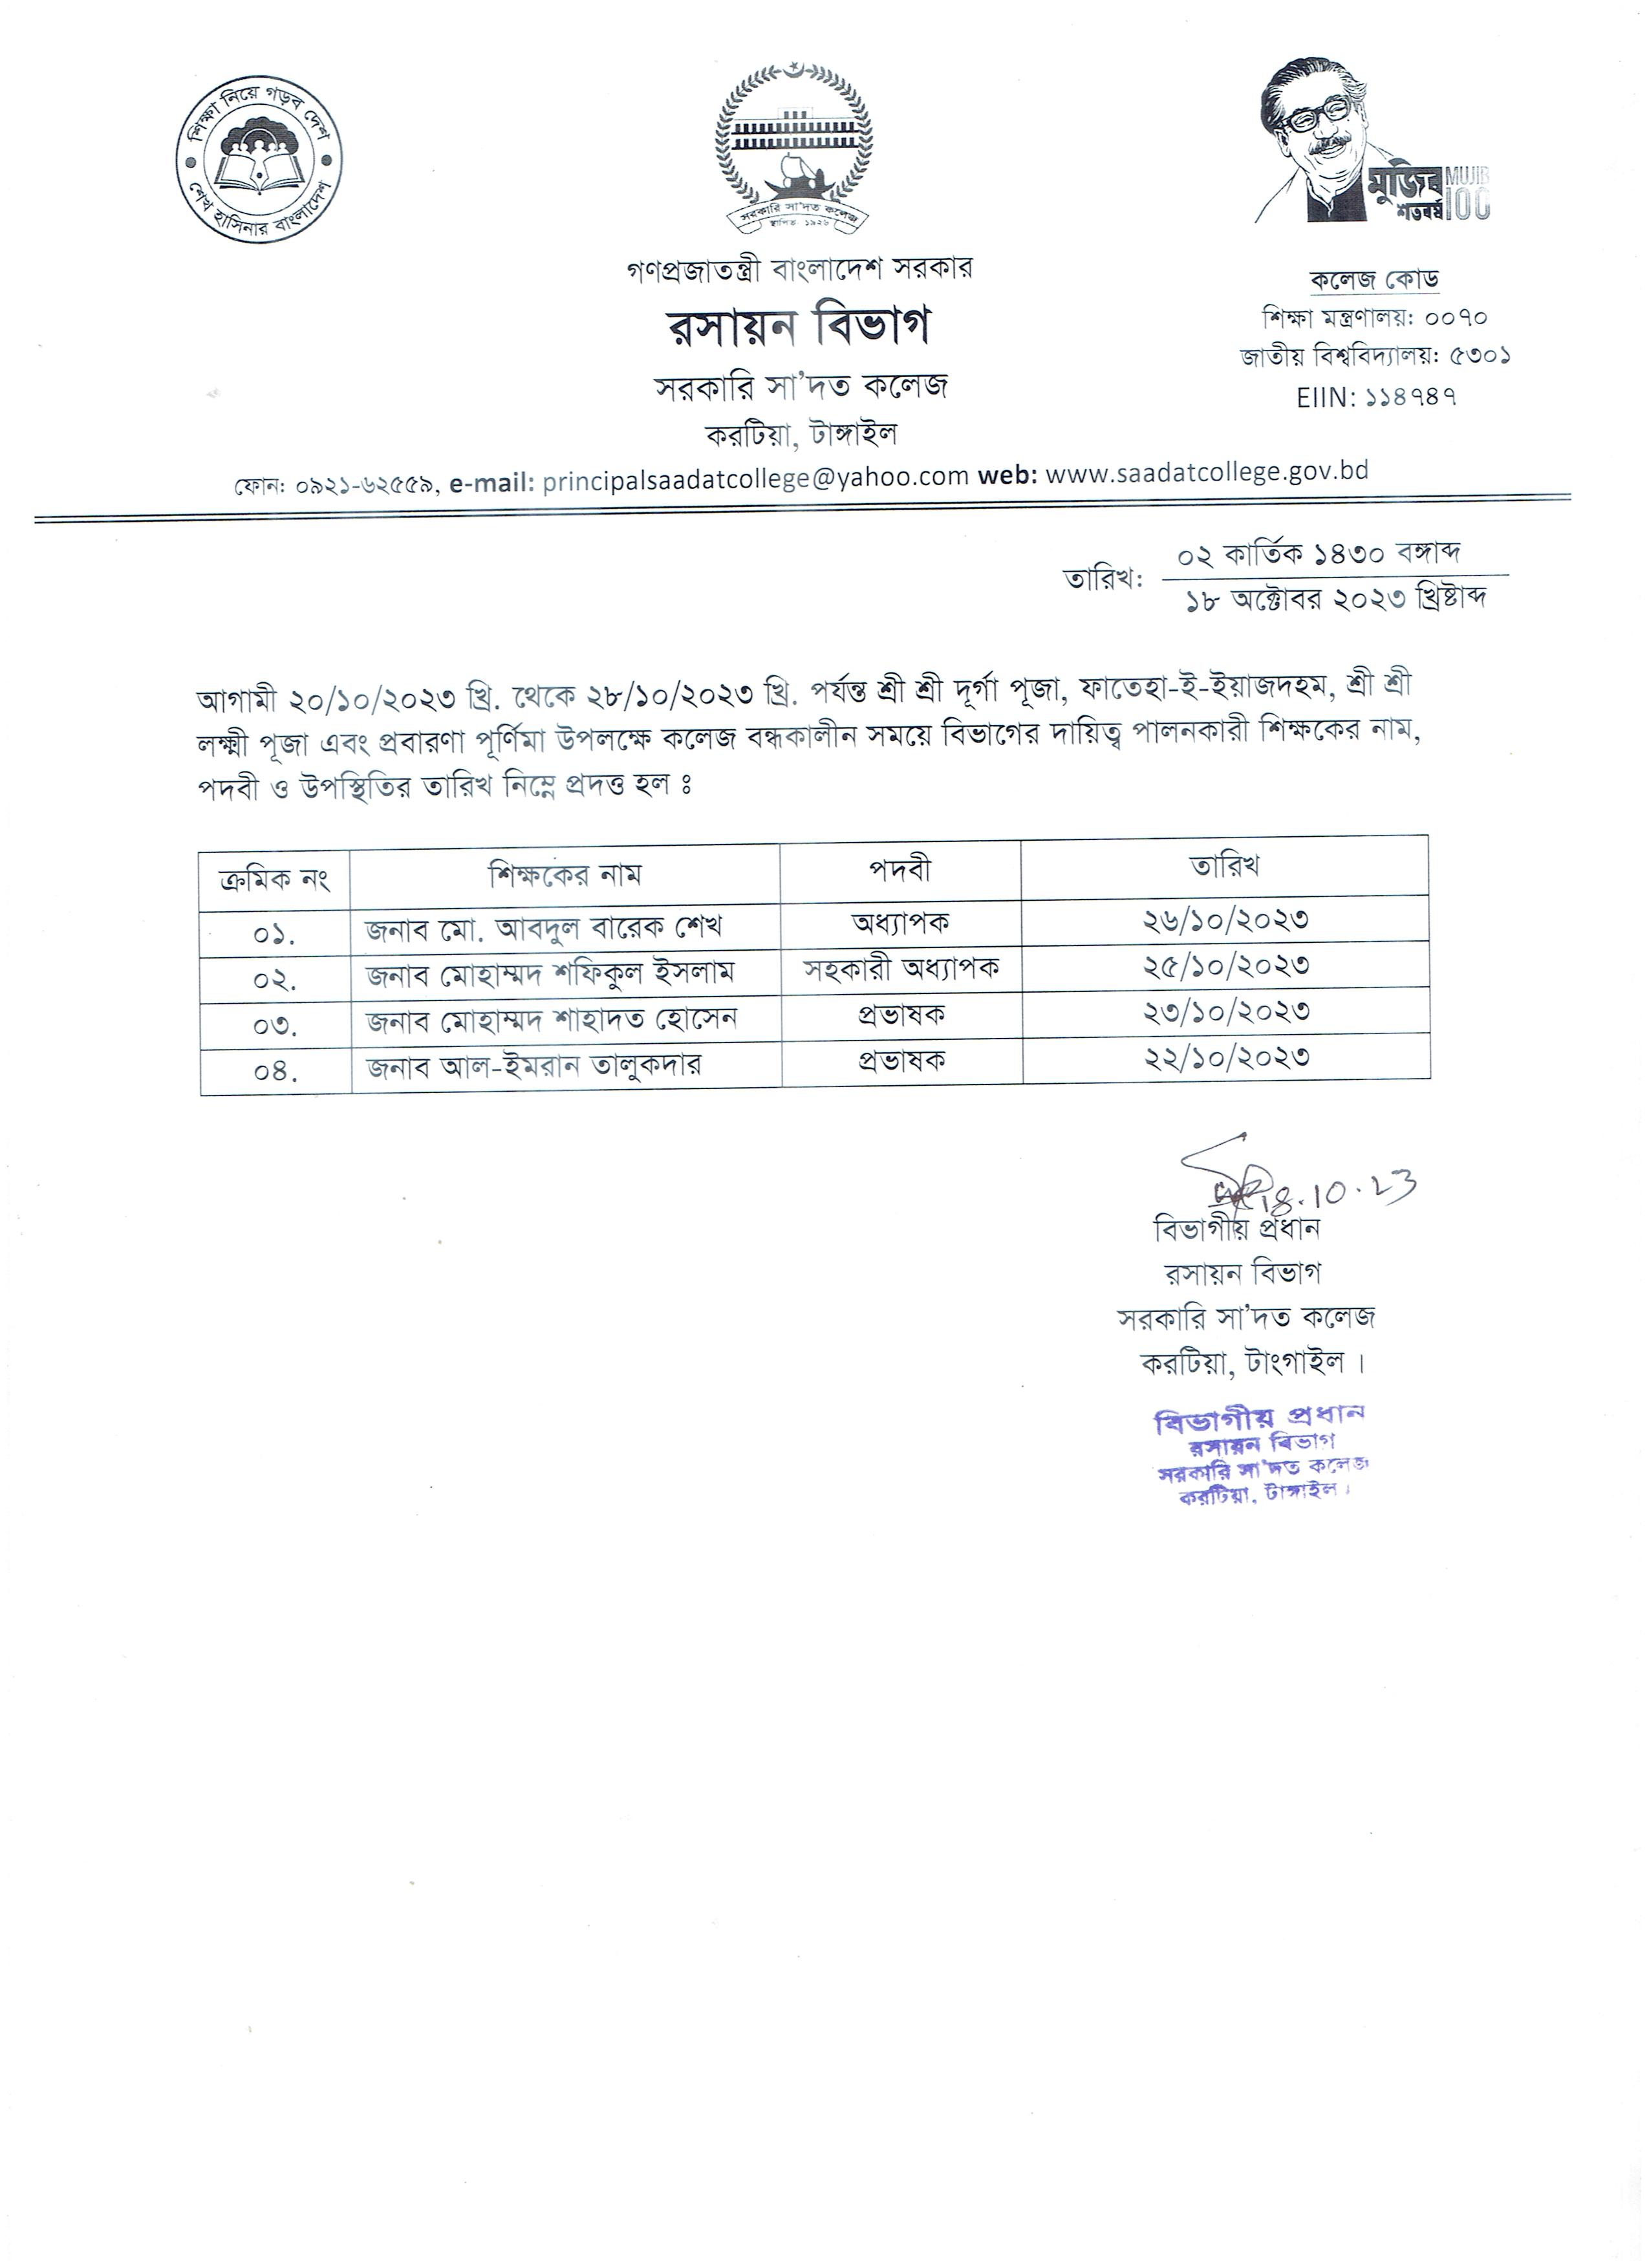 শিক্ষা নিয়ে গড়ব দেশ
শেখ হাসিনার বাংলাদেশ
সরকারি সা'দত কলেজ
স্থাপিত ১৯২৬
মুজিব MUJIB
শতবর্ষ 100
গণপ্রজাতন্ত্রী বাংলাদেশ সরকার
রসায়ন বিভাগ
সরকারি সা'দত কলেজ
করটিয়া, টাঙ্গাইল
কলেজ কোড
শিক্ষা মন্ত্রণালয়: ০০৭০
জাতীয় বিশ্ববিদ্যালয়: ৫৩০১
EIIN: ১১৪৭৪৭
ফোন: ০৯২১-৬২৫৫৯, e-mail: principalsaadatcollege@yahoo.com web: www.saadatcollege.gov.bd
০২ কার্তিক ১৪৩০ বঙ্গাব্দ
তারিখ:
১৮ অক্টোবর ২০২৩ খ্রিষ্টাব্দ
আগামী ২০/১০/২০২৩ খ্রি. থেকে ২৮/১০/২০২৩ খ্রি. পর্যন্ত শ্রী শ্রী দূর্গা পূজা, ফাতেহা-ই-ইয়াজদহম, শ্রী শ্রী
লক্ষ্মী পূজা এবং প্রবারণা পূর্ণিমা উপলক্ষে কলেজ বন্ধকালীন সময়ে বিভাগের দায়িত্ব পালনকারী শিক্ষকের নাম,
পদবী ও উপস্থিতির তারিখ নিম্নে প্রদত্ত হল ঃ
ক্রমিক নং শিক্ষকের নাম পদবী তারিখ
০১. জনাব মো. আবদুল বারেক শেখ অধ্যাপক ২৬/১০/২০২৩
০২. জনাব মোহাম্মদ শফিকুল ইসলাম সহকারী অধ্যাপক ২৫/১০/২০২৩
০৩. জনাব মোহাম্মদ শাহাদত হোসেন প্রভাষক ২৩/১০/২০২৩
০৪. জনাব আল-ইমরান তালুকদার প্রভাষক ২২/১০/২০২৩
18.10.23
বিভাগীয় প্রধান
রসায়ন বিভাগ
সরকারি সা'দত কলেজ
করটিয়া, টাংগাইল।
বিভাগীয় প্রধান
রসায়ন বিভাগ
সরকারি সা'দত কলেজ
করটিয়া, টাঙ্গাইল।